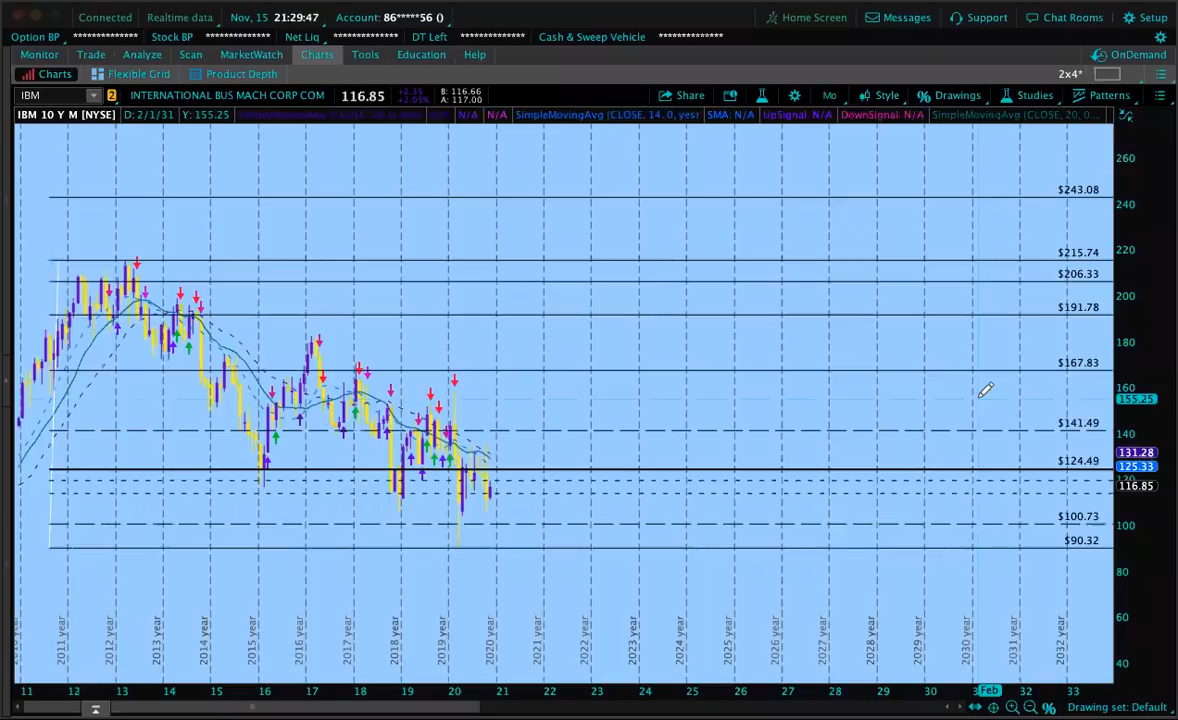 Connected Realtime data Nov, 15 21:29:47 Account: 86*****56 () Home Screen Messages Support Chat Rooms Setup
Option BP ************** Stock BP ************** Net Liq ************** DT Left ************** Cash & Sweep Vehicle **************
Monitor Trade Analyze Scan MarketWatch Charts Tools Education Help OnDemand
Charts Flexible Grid Product Depth 2x4*
IBM 2 INTERNATIONAL BUS MACH CORP COM 116.85 +2.35 +2.05% B: 116.66 A: 117.00 Share Mo Style Drawings Studies Patterns
IBM 10 Y M [NYSE] D: 2/1/31 Y: 155.25 N/A N/A SimpleMovingAvg (CLOSE, 14, 0, yes) SMA: N/A UpSignal: N/A DownSignal: N/A SimpleMovingAvg (CLOSE, 20, 0...
260
$243.08
240
220
$215.74
$206.33
200
$191.78
180
$167.83
160
155.25
140
$141.49
131.28
$124.49
125.33
120
116.85
$100.73
100
$90.32
80
60
40
2011 year 2012 year 2013 year 2014 year 2015 year 2016 year 2017 year 2018 year 2019 year 2020 year 2021 year 2022 year 2023 year 2024 year 2025 year 2026 year 2027 year 2028 year 2029 year 2030 year 2031 year 2032 year
11 12 13 14 15 16 17 18 19 20 21 22 23 24 25 26 27 28 29 30 Feb 32 33
Drawing set: Default